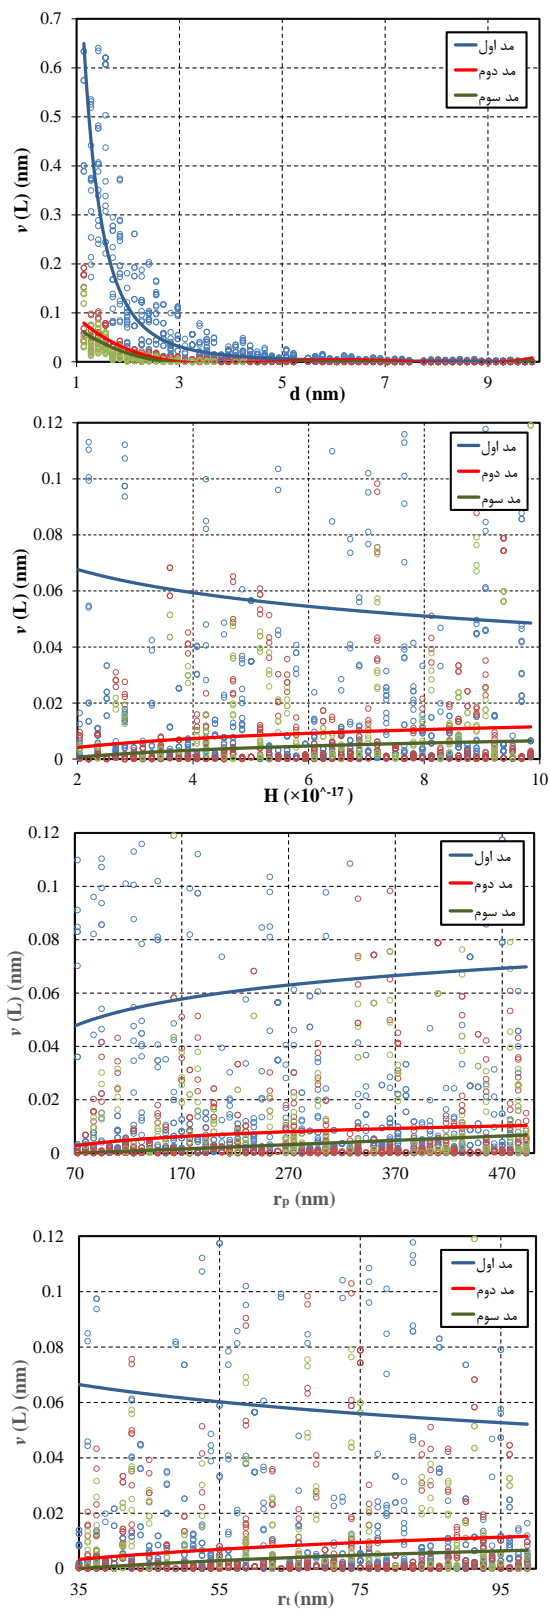 0.7
0.6
0.5
0.4
0.3
0.2
0.1
0
ν (L) (nm)
مد اول
مد دوم
مد سوم
1 3 5 7 9
d (nm)
0.12
0.1
0.08
0.06
0.04
0.02
0
ν (L) (nm)
مد اول
مد دوم
مد سوم
2 4 6 8 10
H (×10^-17)
0.12
0.1
0.08
0.06
0.04
0.02
0
ν (L) (nm)
مد اول
مد دوم
مد سوم
70 170 270 370 470
rₚ (nm)
0.12
0.1
0.08
0.06
0.04
0.02
0
ν (L) (nm)
مد اول
مد دوم
مد سوم
35 55 75 95
rₜ (nm)